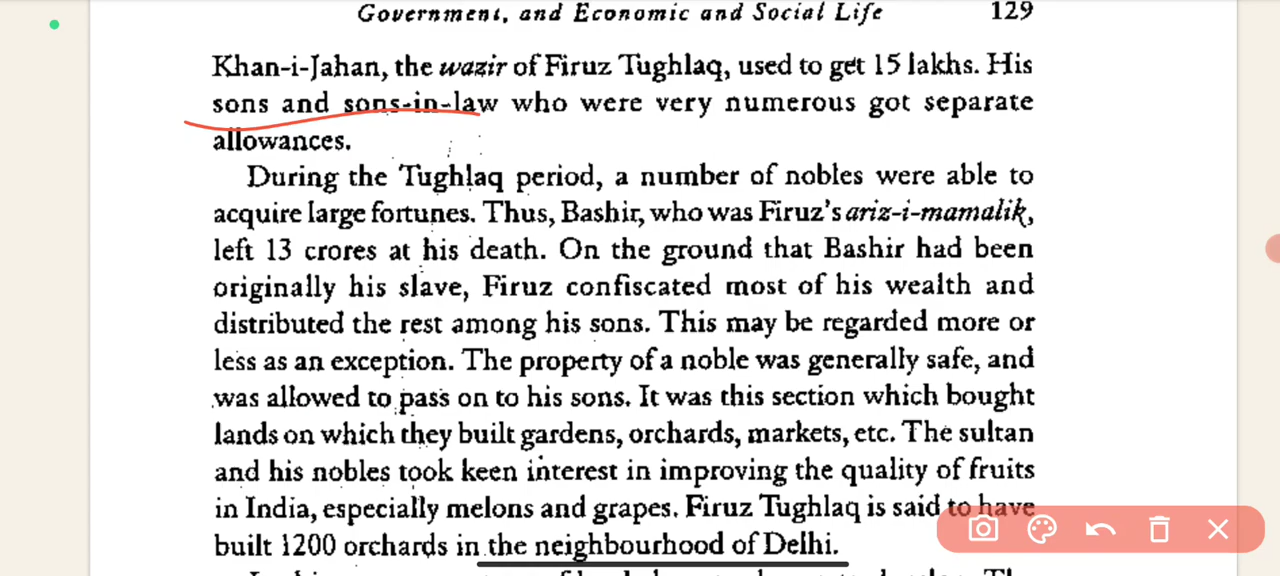 Government, and Economic and Social Life 129
Khan-i-Jahan, the wazir of Firuz Tughlaq, used to get 15 lakhs. His
sons and sons-in-law who were very numerous got separate
allowances.
During the Tughlaq period, a number of nobles were able to
acquire large fortunes. Thus, Bashir, who was Firuz's ariz-i-mamalik,
left 13 crores at his death. On the ground that Bashir had been
originally his slave, Firuz confiscated most of his wealth and
distributed the rest among his sons. This may be regarded more or
less as an exception. The property of a noble was generally safe, and
was allowed to pass on to his sons. It was this section which bought
lands on which they built gardens, orchards, markets, etc. The sultan
and his nobles took keen interest in improving the quality of fruits
in India, especially melons and grapes. Firuz Tughlaq is said to have
built 1200 orchards in the neighbourhood of Delhi.